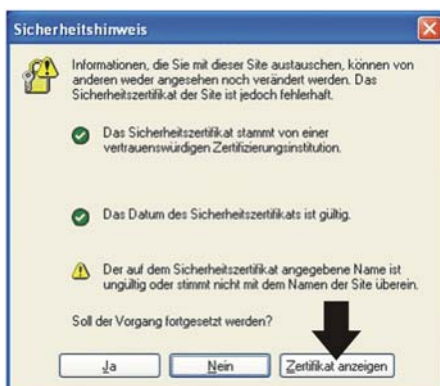 Sicherheitshinweis
Informationen, die Sie mit dieser Site austauschen, können von
anderen weder angesehen noch verändert werden. Das
Sicherheitszertifikat der Site ist jedoch fehlerhaft.
Das Sicherheitszertifikat stammt von einer
vertrauenswürdigen Zertifizierungsinstitution.
Das Datum des Sicherheitszertifikats ist gültig.
Der auf dem Sicherheitszertifikat angegebene Name ist
ungültig oder stimmt nicht mit dem Namen der Site überein.
Soll der Vorgang fortgesetzt werden?
Ja Nein Zertifikat anzeigen